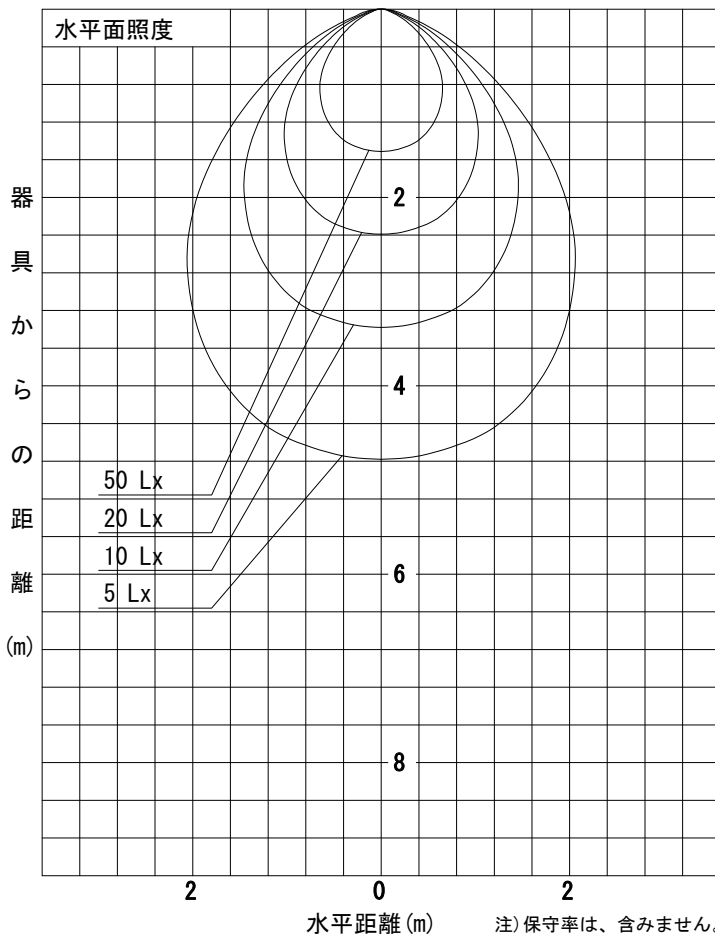 水平面照度
器具からの距離(m)
2
4
6
8
50 Lx
20 Lx
10 Lx
5 Lx
2 0 2
水平距離(m)
注)保守率は、含みません。